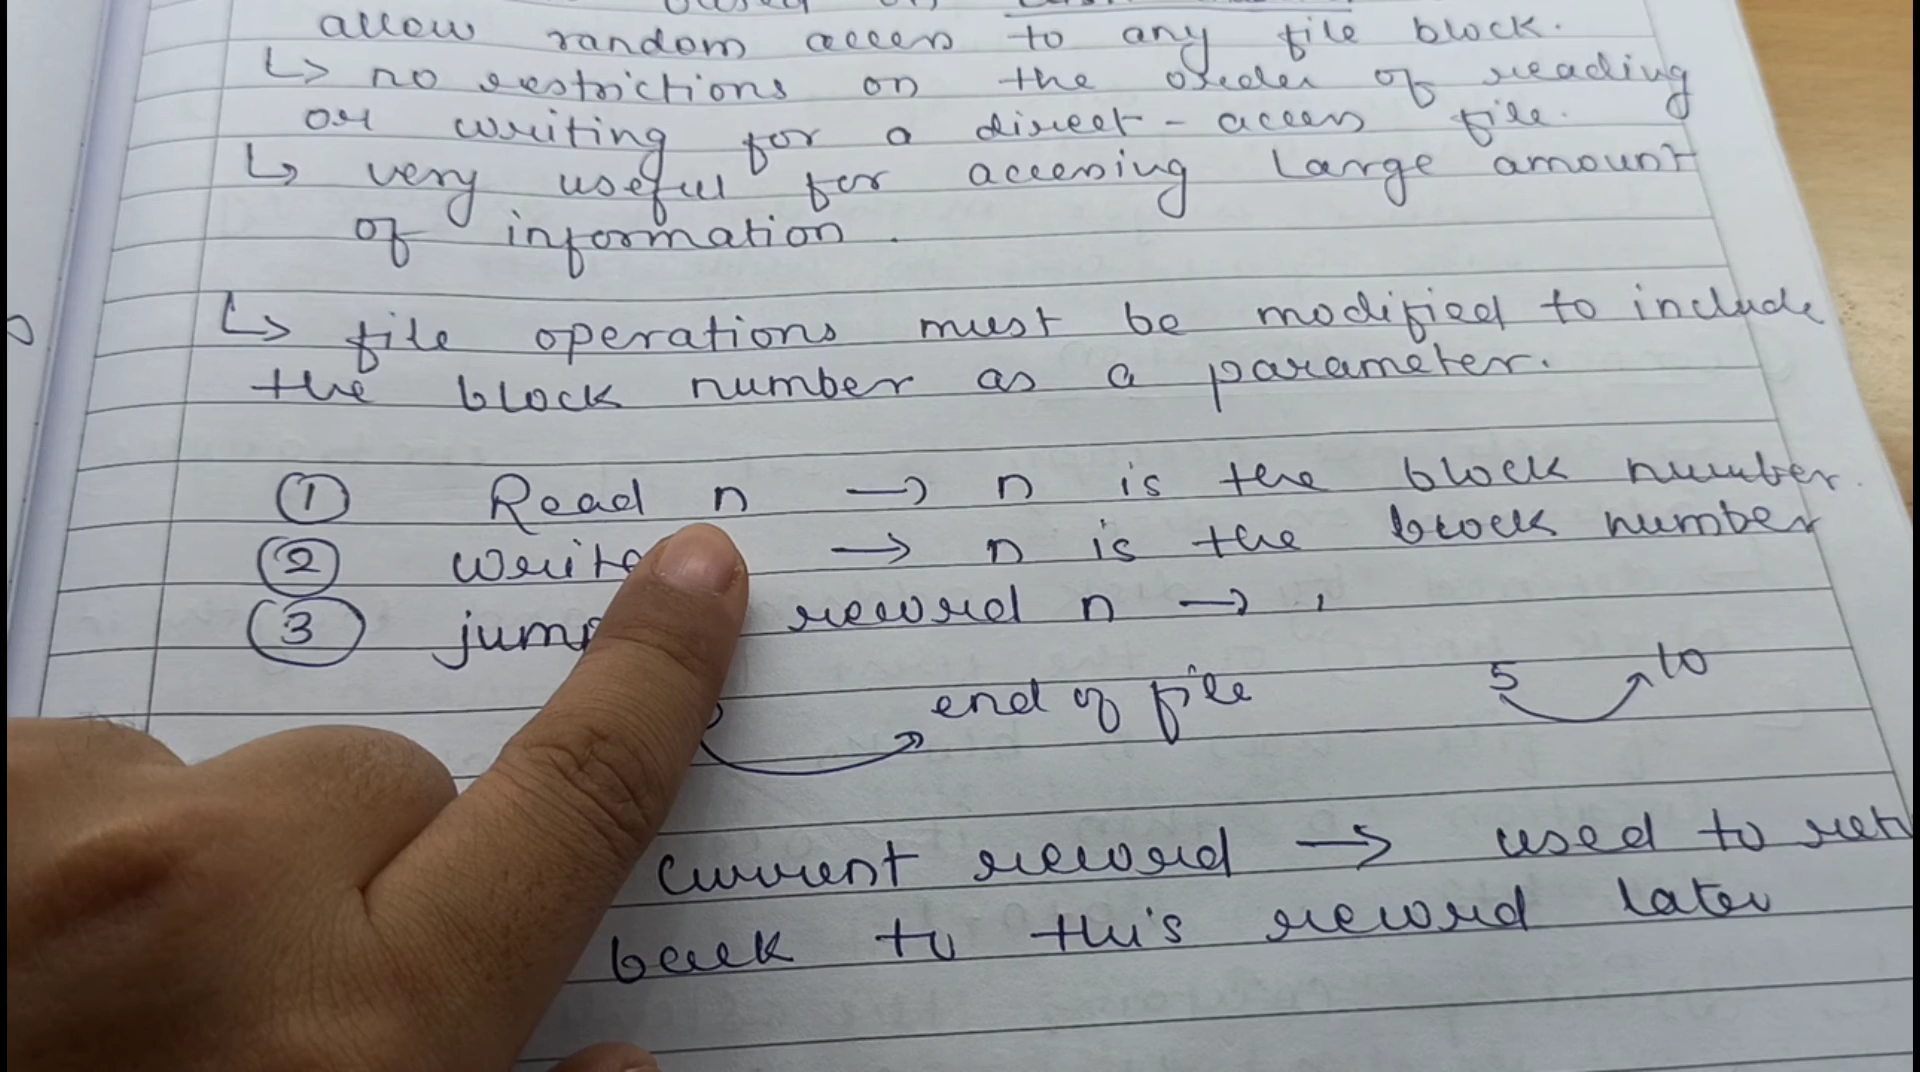 allow random access to any file block.
↳ no restrictions on the order of reading
or writing for a direct-access file.
↳ very useful for accessing large amount
of information.
↳ file operations must be modified to include
the block number as a parameter.
① Read n → n is the block number.
② write → n is the block number
③ jump record n →
end of file 5 10
current record → used to
back to this record later